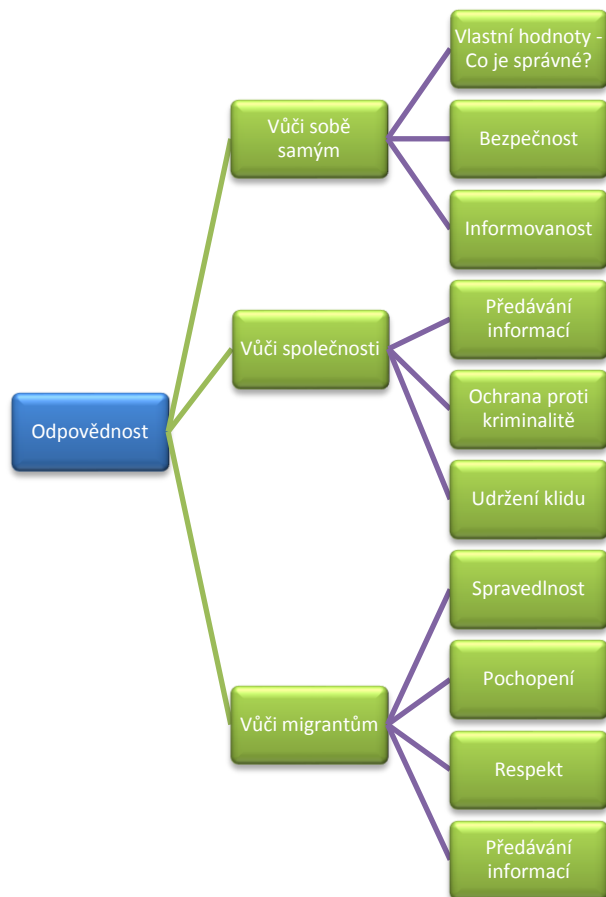 Odpovědnost
Vůči sobě
samým
Vlastní hodnoty -
Co je správné?
Bezpečnost
Informovanost
Vůči společnosti
Předávání
informací
Ochrana proti
kriminalitě
Udržení klidu
Vůči migrantům
Spravedlnost
Pochopení
Respekt
Předávání
informací